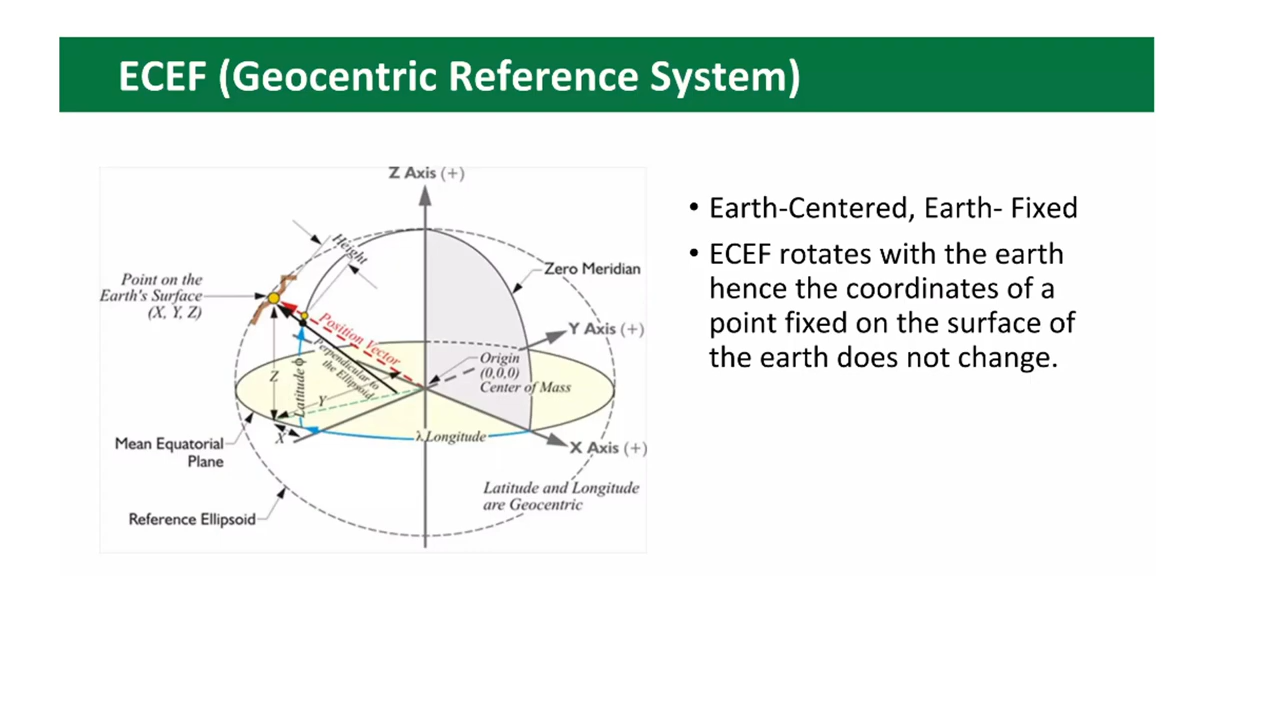 ECEF (Geocentric Reference System)
Z Axis (+)
Height
Zero Meridian
Point on the
Earth's Surface
(X, Y, Z)
Position Vector
Perpendicular to
the Ellipsoid
Y Axis (+)
Origin
(0,0,0)
Center of Mass
Z
Latitude ϕ
Y
X
λ Longitude
X Axis (+)
Mean Equatorial
Plane
Latitude and Longitude
are Geocentric
Reference Ellipsoid
• Earth-Centered, Earth- Fixed
• ECEF rotates with the earth
hence the coordinates of a
point fixed on the surface of
the earth does not change.